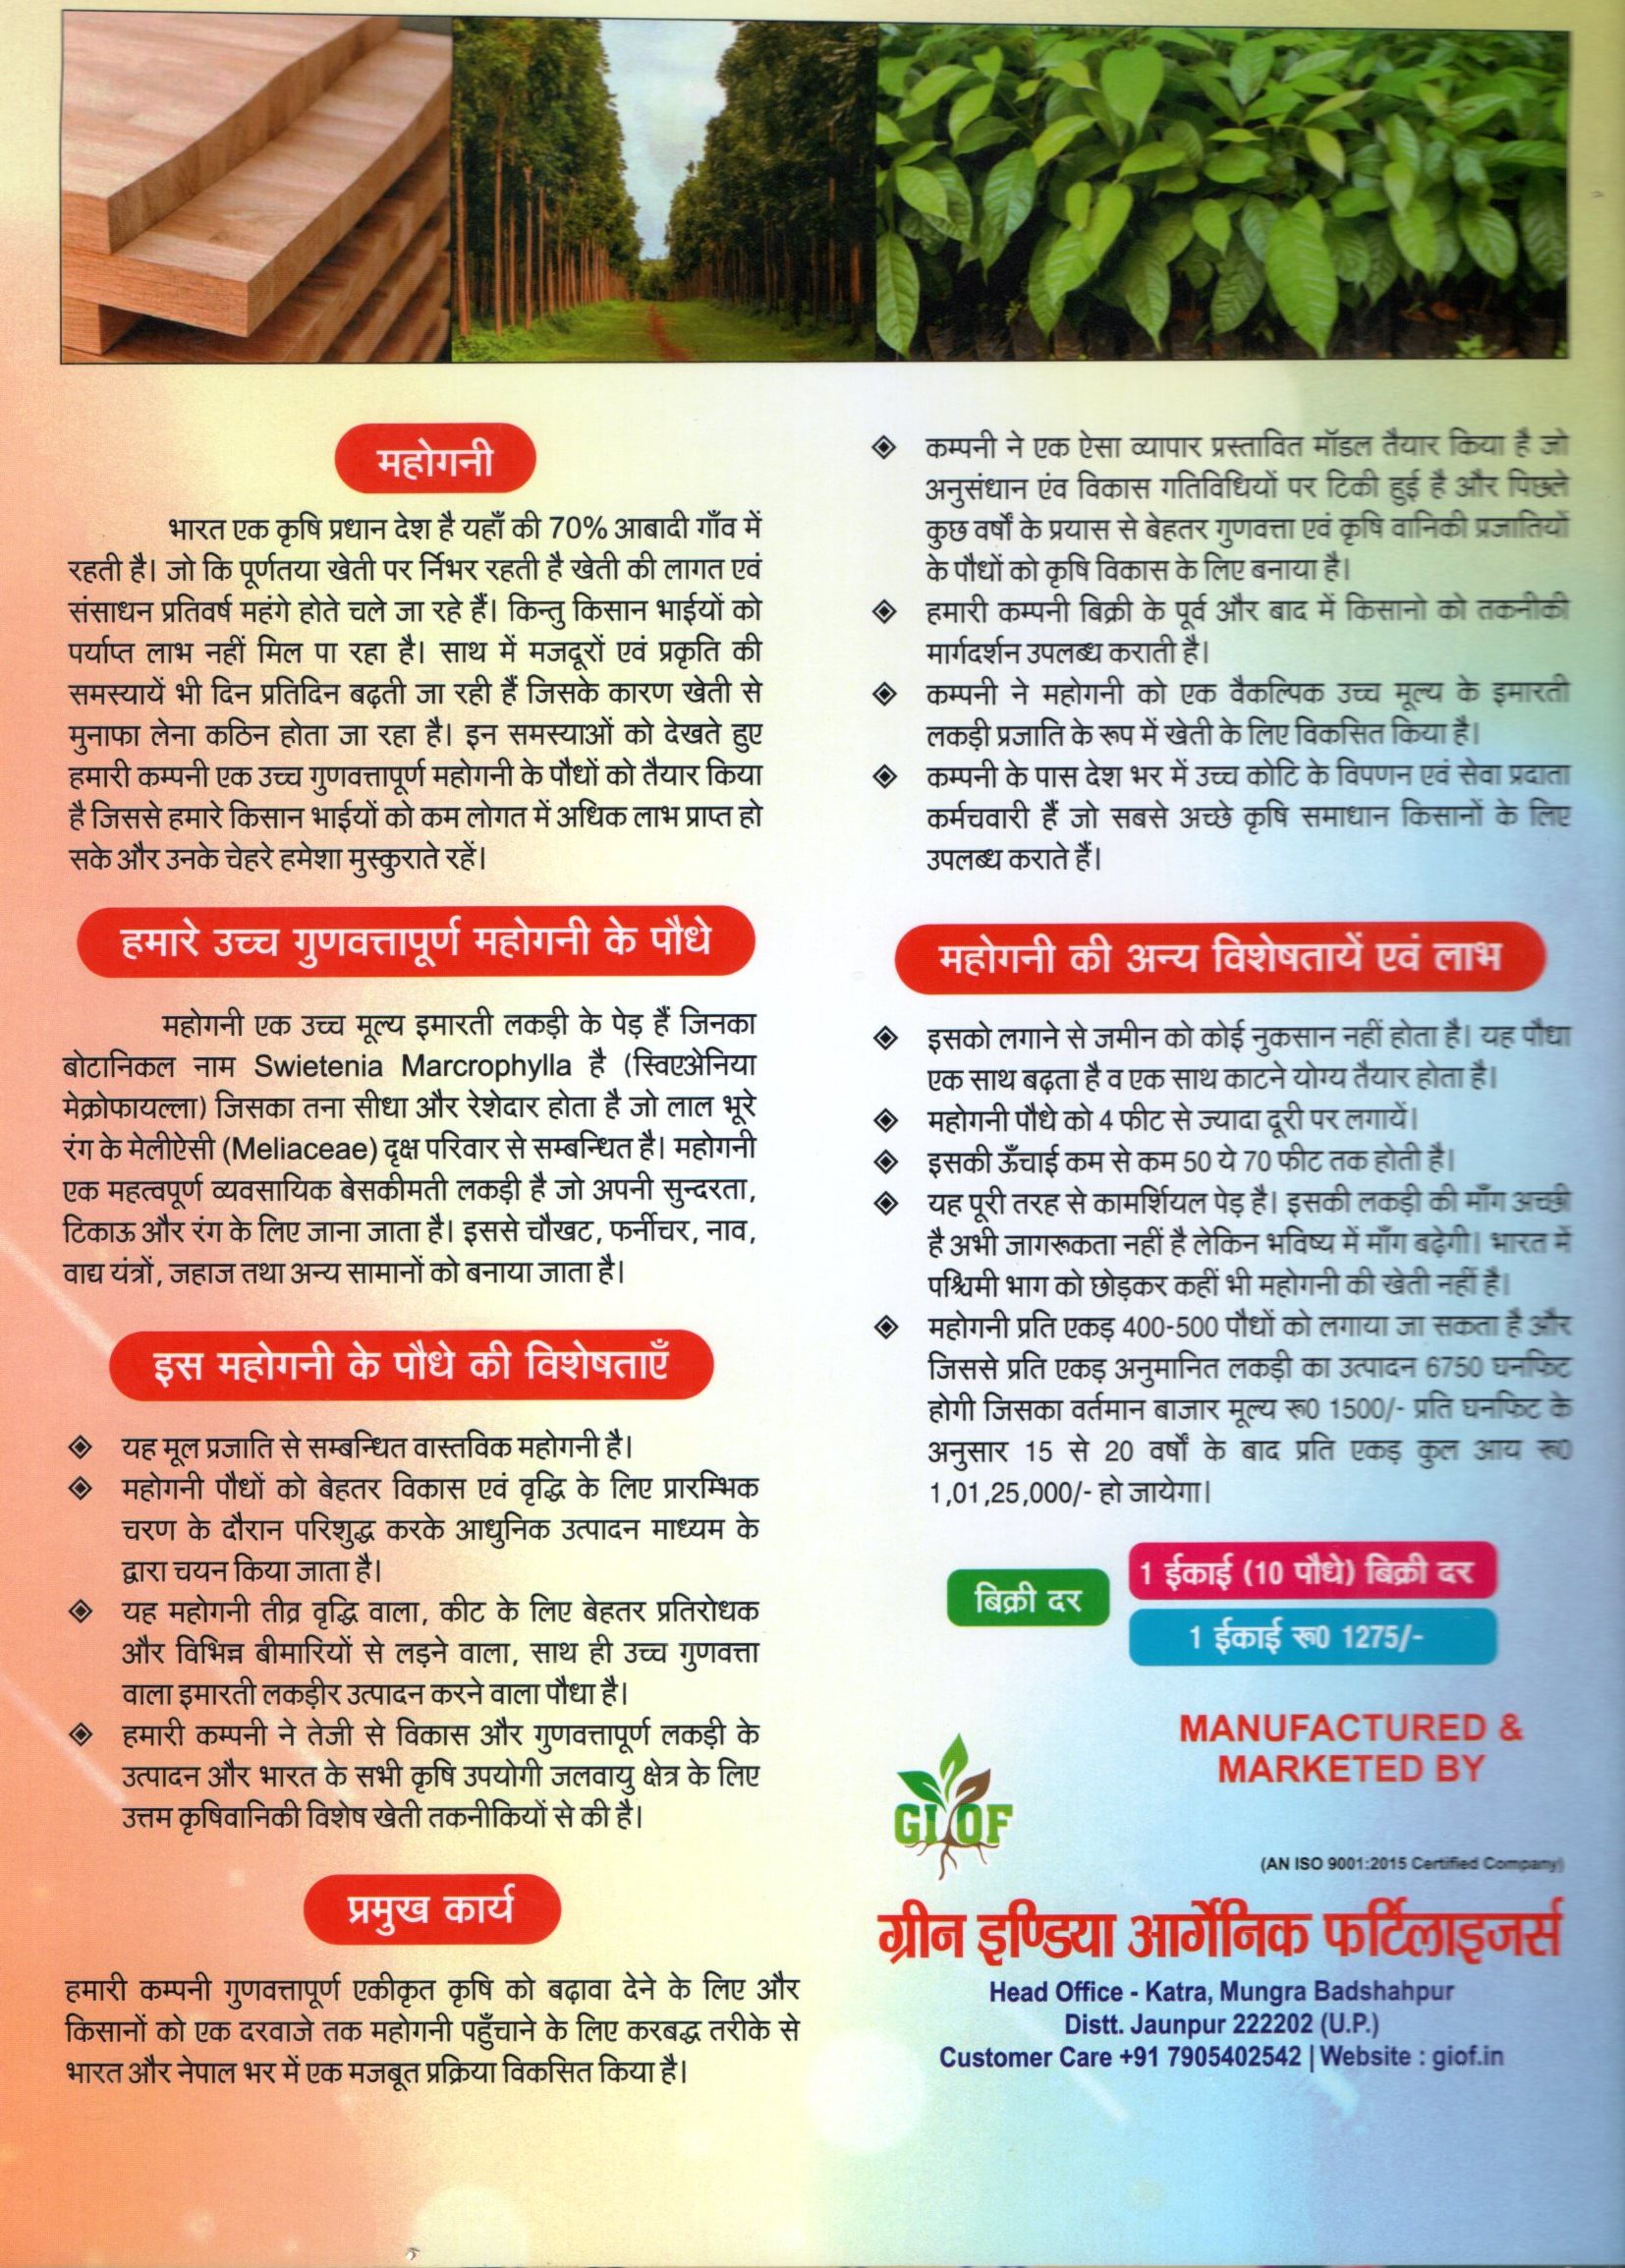 महोगनी
भारत एक कृषि प्रधान देश है यहाँ की 70% आबादी गाँव में
रहती है। जो कि पूर्णतया खेती पर र्निभर रहती है खेती की लागत एवं
संसाधन प्रतिवर्ष महंगे होते चले जा रहे हैं। किन्तु किसान भाईयों को
पर्याप्त लाभ नहीं मिल पा रहा है। साथ में मजदूरों एवं प्रकृति की
समस्यायें भी दिन प्रतिदिन बढ़ती जा रही हैं जिसके कारण खेती से
मुनाफा लेना कठिन होता जा रहा है। इन समस्याओं को देखते हुए
हमारी कम्पनी एक उच्च गुणवत्तापूर्ण महोगनी के पौधों को तैयार किया
है जिससे हमारे किसान भाईयों को कम लोगत में अधिक लाभ प्राप्त हो
सके और उनके चेहरे हमेशा मुस्कुराते रहें।
हमारे उच्च गुणवत्तापूर्ण महोगनी के पौधे
महोगनी एक उच्च मूल्य इमारती लकड़ी के पेड़ हैं जिनका
बोटानिकल नाम Swietenia Marcrophylla है (स्विएअेनिया
मेक्रोफायल्ला) जिसका तना सीधा और रेशेदार होता है जो लाल भूरे
रंग के मेलीऐसी (Meliaceae) दृक्ष परिवार से सम्बन्धित है। महोगनी
एक महत्वपूर्ण व्यवसायिक बेसकीमती लकड़ी है जो अपनी सुन्दरता,
टिकाऊ और रंग के लिए जाना जाता है। इससे चौखट, फर्नीचर, नाव,
वाद्य यंत्रों, जहाज तथा अन्य सामानों को बनाया जाता है।
इस महोगनी के पौधे की विशेषताएँ
यह मूल प्रजाति से सम्बन्धित वास्तविक महोगनी है।
महोगनी पौधों को बेहतर विकास एवं वृद्धि के लिए प्रारम्भिक
चरण के दौरान परिशुद्ध करके आधुनिक उत्पादन माध्यम के
द्वारा चयन किया जाता है।
यह महोगनी तीव्र वृद्धि वाला, कीट के लिए बेहतर प्रतिरोधक
और विभिन्न बीमारियों से लड़ने वाला, साथ ही उच्च गुणवत्ता
वाला इमारती लकड़ीर उत्पादन करने वाला पौधा है।
हमारी कम्पनी ने तेजी से विकास और गुणवत्तापूर्ण लकड़ी के
उत्पादन और भारत के सभी कृषि उपयोगी जलवायु क्षेत्र के लिए
उत्तम कृषिवानिकी विशेष खेती तकनीकियों से की है।
प्रमुख कार्य
हमारी कम्पनी गुणवत्तापूर्ण एकीकृत कृषि को बढ़ावा देने के लिए और
किसानों को एक दरवाजे तक महोगनी पहुँचाने के लिए करबद्ध तरीके से
भारत और नेपाल भर में एक मजबूत प्रक्रिया विकसित किया है।
कम्पनी ने एक ऐसा व्यापार प्रस्तावित मॉडल तैयार किया है जो
अनुसंधान एंव विकास गतिविधियों पर टिकी हुई है और पिछले
कुछ वर्षों के प्रयास से बेहतर गुणवत्ता एवं कृषि वानिकी प्रजातियों
के पौधों को कृषि विकास के लिए बनाया है।
हमारी कम्पनी बिक्री के पूर्व और बाद में किसानो को तकनीकी
मार्गदर्शन उपलब्ध कराती है।
कम्पनी ने महोगनी को एक वैकल्पिक उच्च मूल्य के इमारती
लकड़ी प्रजाति के रूप में खेती के लिए विकसित किया है।
कम्पनी के पास देश भर में उच्च कोटि के विपणन एवं सेवा प्रदाता
कर्मचवारी हैं जो सबसे अच्छे कृषि समाधान किसानों के लिए
उपलब्ध कराते हैं।
महोगनी की अन्य विशेषतायें एवं लाभ
इसको लगाने से जमीन को कोई नुकसान नहीं होता है। यह पौधा
एक साथ बढ़ता है व एक साथ काटने योग्य तैयार होता है।
महोगनी पौधे को 4 फीट से ज्यादा दूरी पर लगायें।
इसकी ऊँचाई कम से कम 50 ये 70 फीट तक होती है।
यह पूरी तरह से कामर्शियल पेड़ है। इसकी लकड़ी की माँग अच्छी
है अभी जागरूकता नहीं है लेकिन भविष्य में माँग बढ़ेगी। भारत में
पश्चिमी भाग को छोड़कर कहीं भी महोगनी की खेती नहीं है।
महोगनी प्रति एकड़ 400-500 पौधों को लगाया जा सकता है और
जिससे प्रति एकड़ अनुमानित लकड़ी का उत्पादन 6750 घनफिट
होगी जिसका वर्तमान बाजार मूल्य रू0 1500/- प्रति घनफिट के
अनुसार 15 से 20 वर्षों के बाद प्रति एकड़ कुल आय रू0
1,01,25,000/- हो जायेगा।
बिक्री दर
1 ईकाई (10 पौधे) बिक्री दर
1 ईकाई रू0 1275/-
MANUFACTURED &
MARKETED BY
GIOF
(AN ISO 9001:2015 Certified Company)
ग्रीन इण्डिया आर्गेनिक फर्टिलाइजर्स
Head Office - Katra, Mungra Badshahpur
Distt. Jaunpur 222202 (U.P.)
Customer Care +91 7905402542 | Website : giof.in